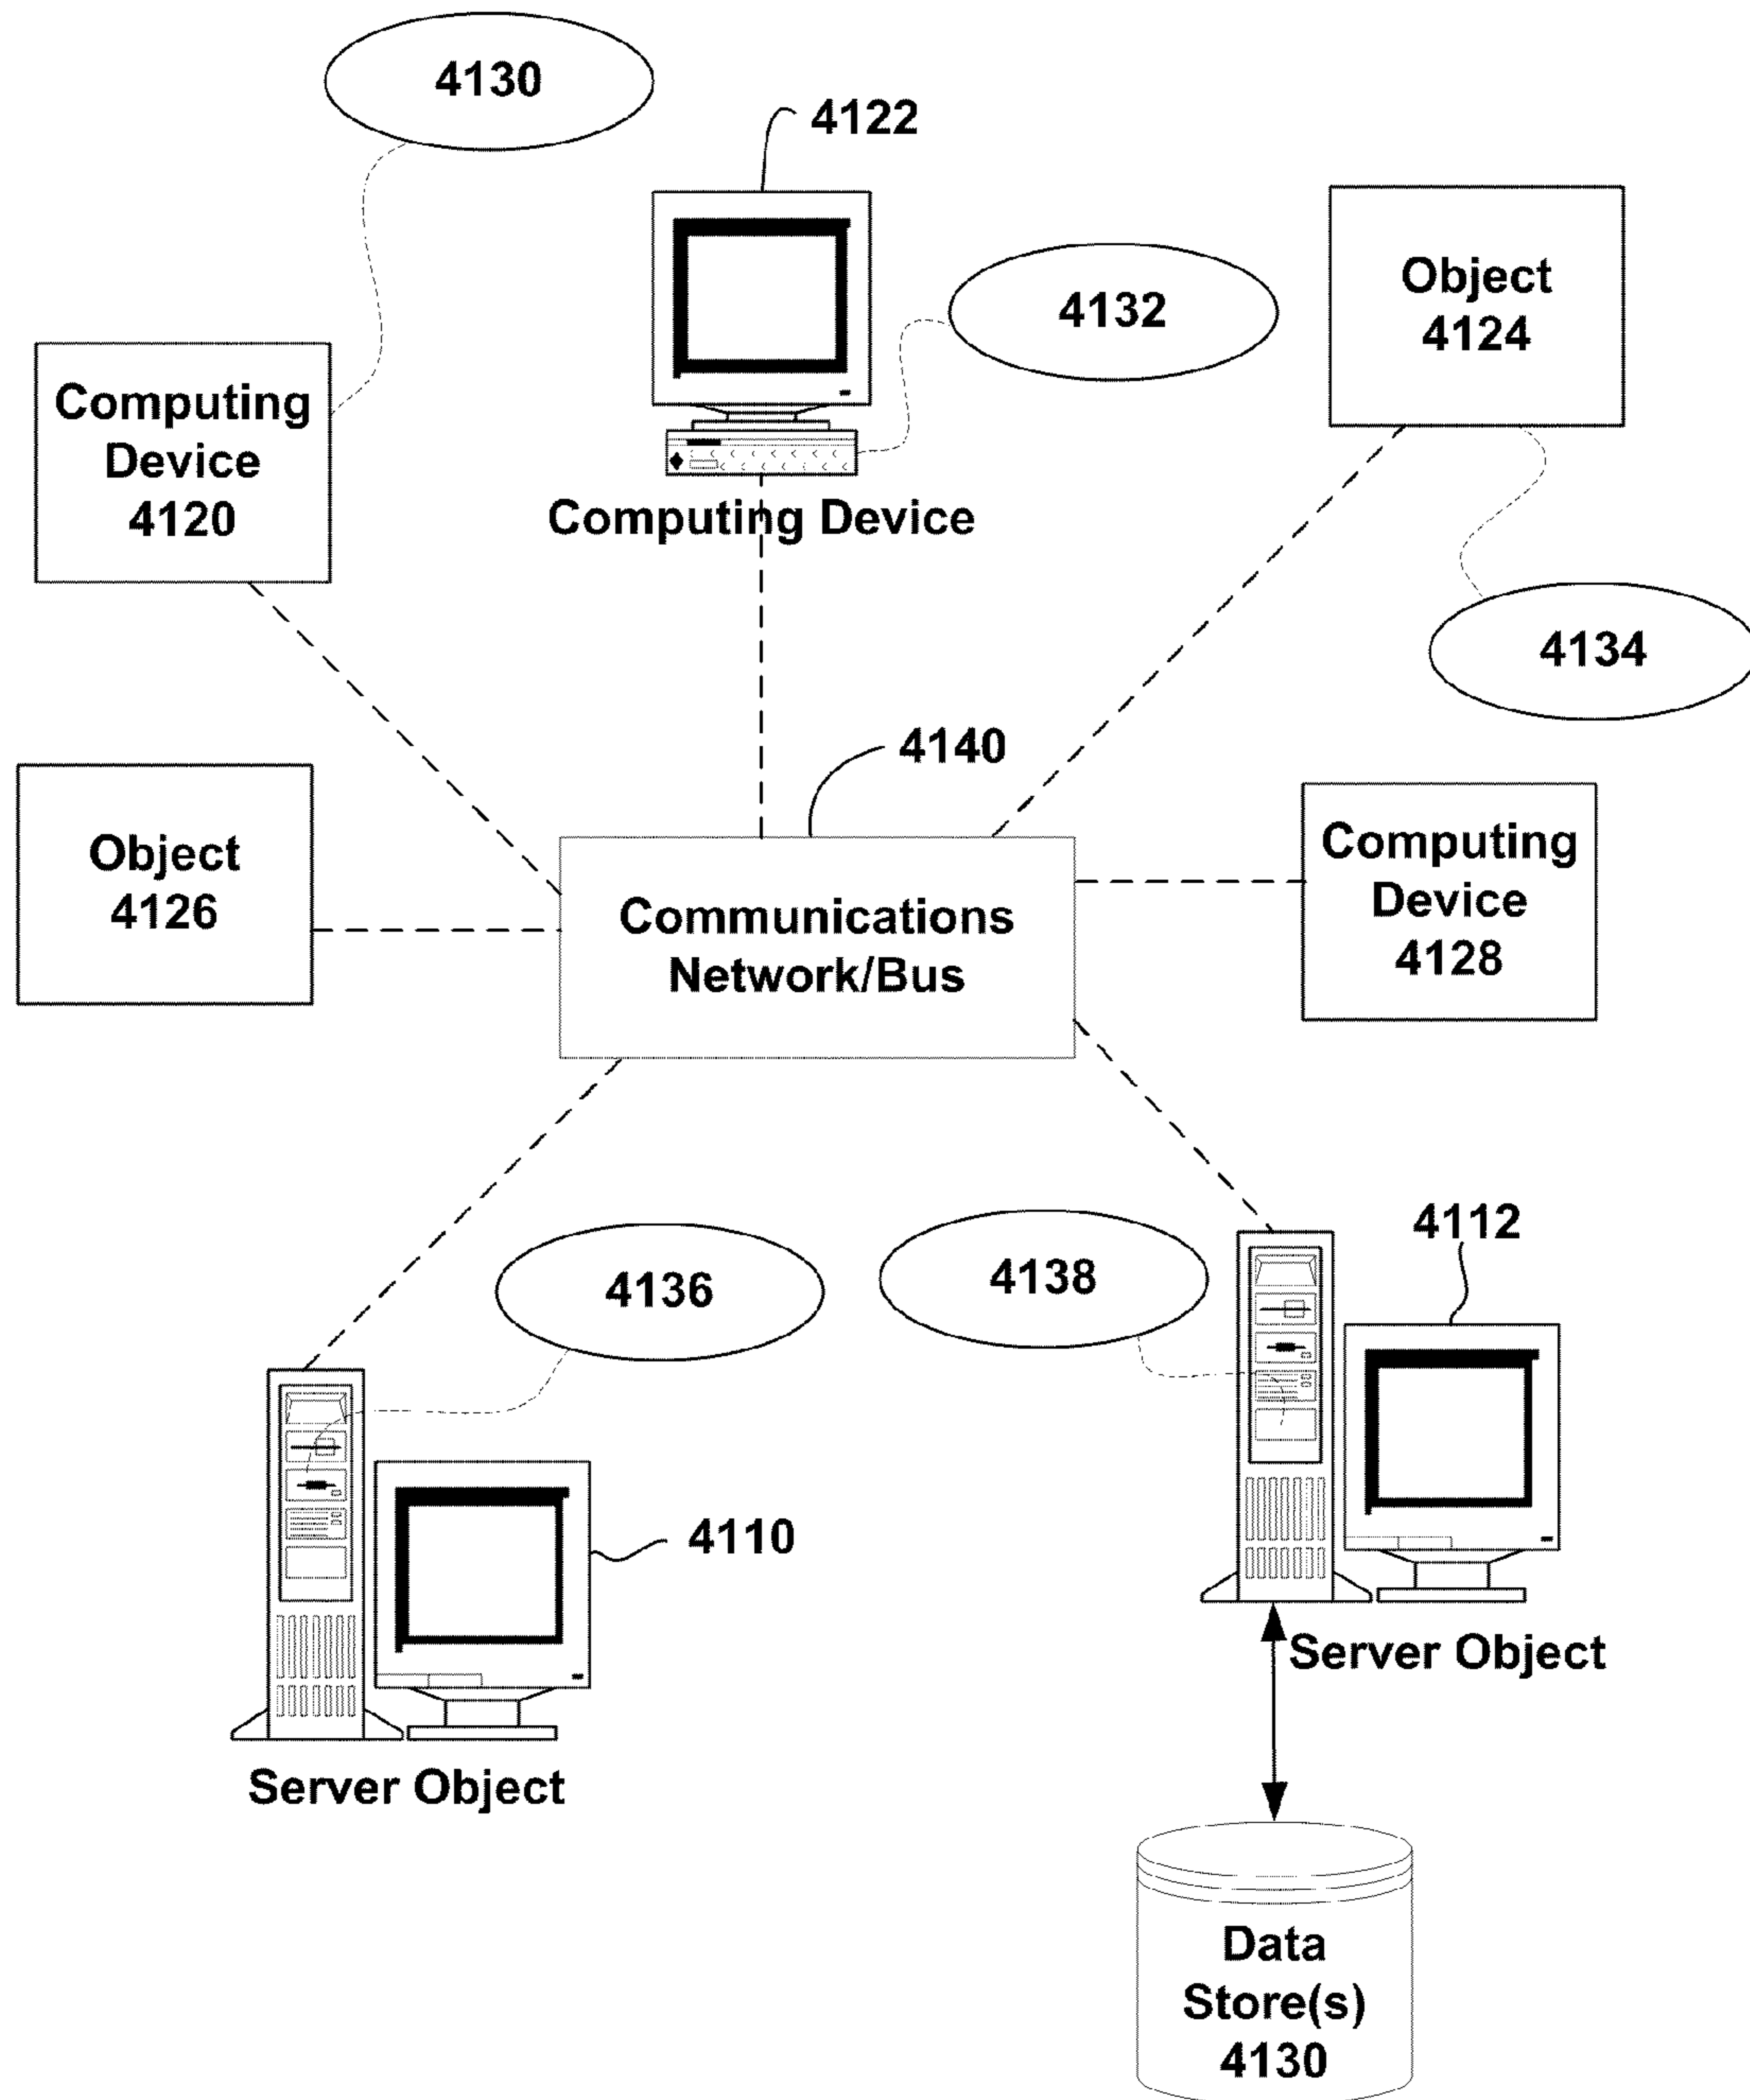 4130
4122
4132
Object
4124
Computing
Device
4120
Computing Device
4134
4140
Object
4126
Communications
Network/Bus
Computing
Device
4128
4136
4138
4112
4110
Server Object
Server Object
Data
Store(s)
4130